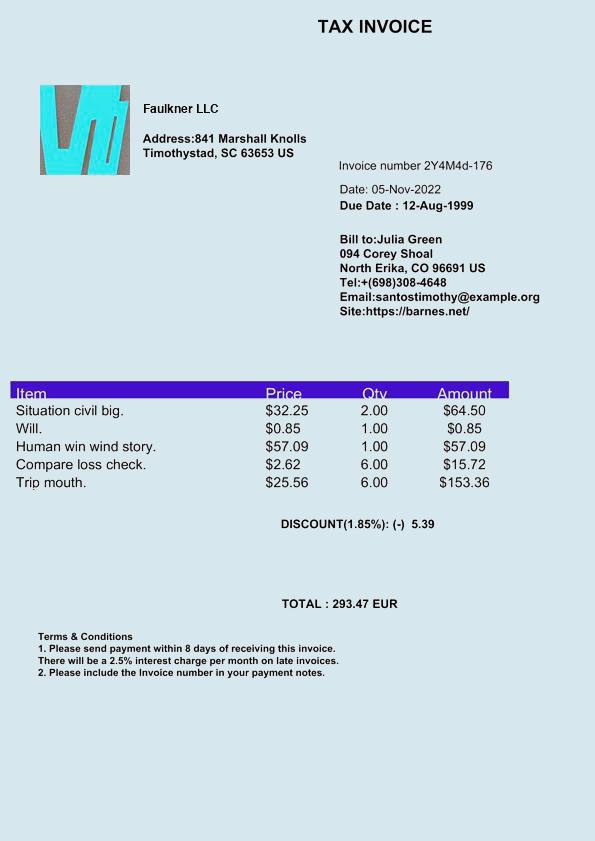 TAX INVOICE
Faulkner LLC
Address:841 Marshall Knolls
Timothystad, SC 63653 US
Invoice number 2Y4M4d-176
Date: 05-Nov-2022
Due Date : 12-Aug-1999
Bill to:Julia Green
094 Corey Shoal
North Erika, CO 96691 US
Tel:+(698)308-4648
Email:santostimothy@example.org
Site:https://barnes.net/
Item Price Qty Amount
Situation civil big. $32.25 2.00 $64.50
Will. $0.85 1.00 $0.85
Human win wind story. $57.09 1.00 $57.09
Compare loss check. $2.62 6.00 $15.72
Trip mouth. $25.56 6.00 $153.36
DISCOUNT(1.85%): (-) 5.39
TOTAL : 293.47 EUR
Terms & Conditions
1. Please send payment within 8 days of receiving this invoice.
There will be a 2.5% interest charge per month on late invoices.
2. Please include the Invoice number in your payment notes.